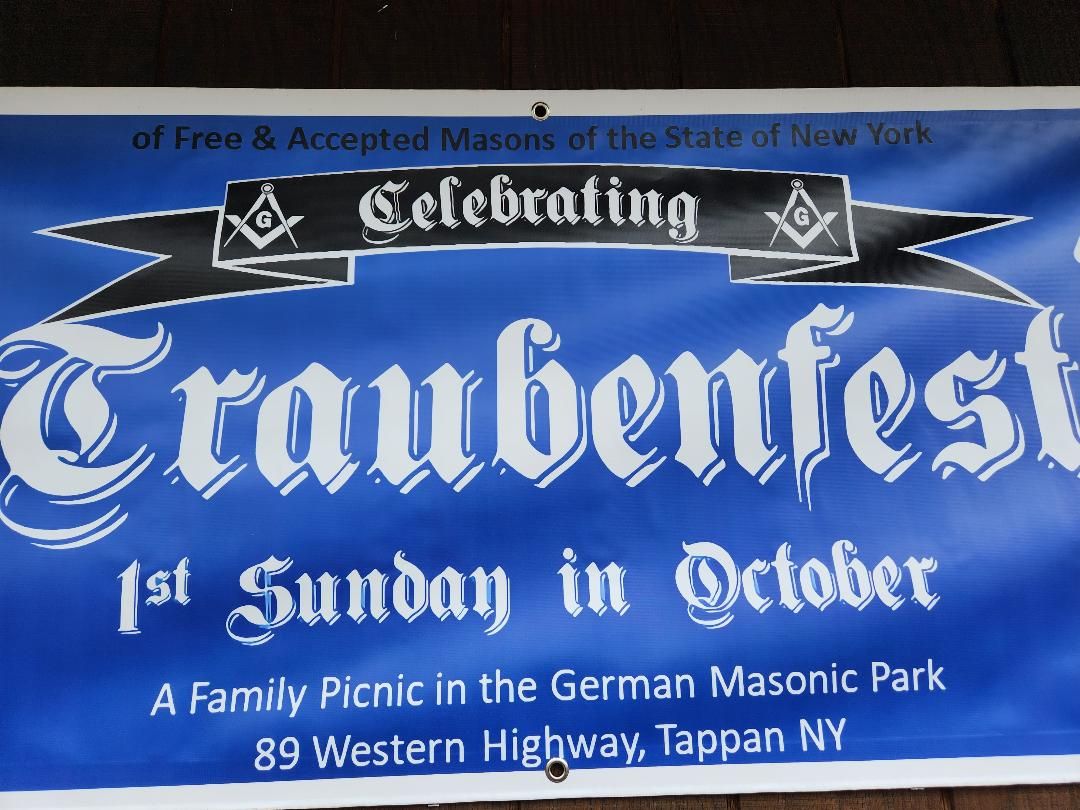 of Free & Accepted Masons of the State of New York
G Celebrating G
Traubenfest
1st Sunday in October
A Family Picnic in the German Masonic Park
89 Western Highway, Tappan NY